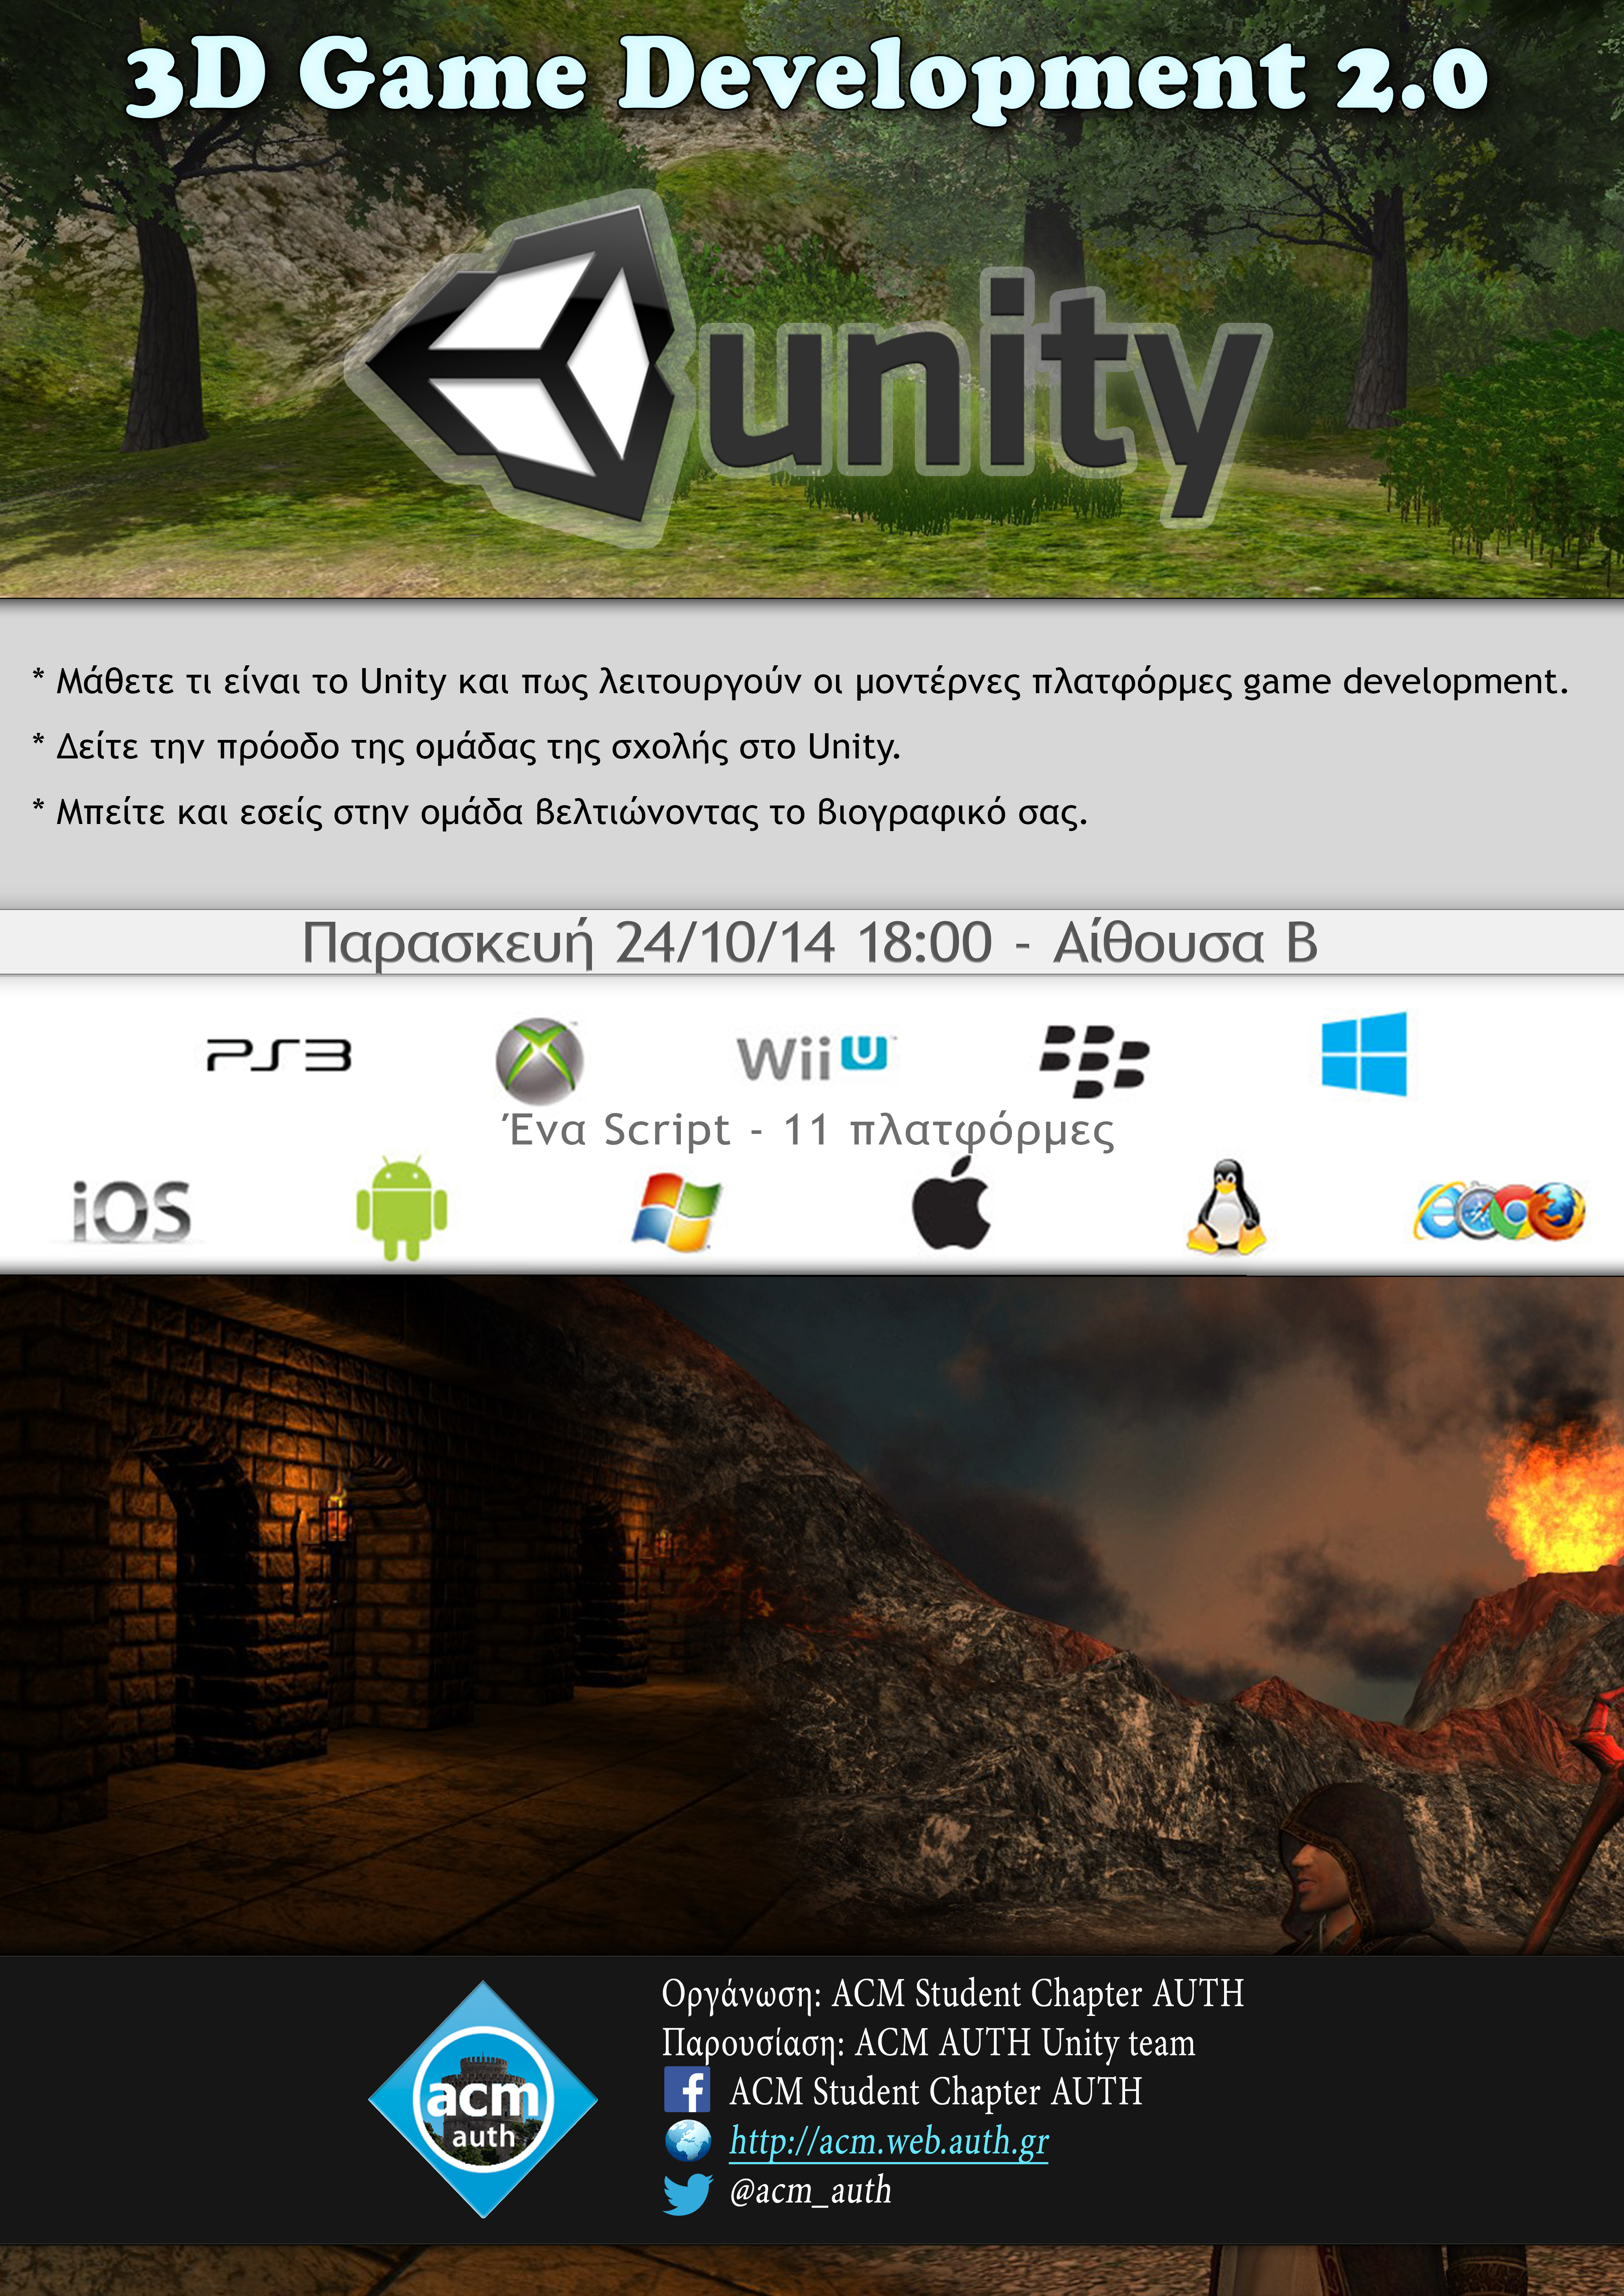 3D Game Development 2.0
unity
* Μάθετε τι είναι το Unity και πως λειτουργούν οι μοντέρνες πλατφόρμες game development.
* Δείτε την πρόοδο της ομάδας της σχολής στο Unity.
* Μπείτε και εσείς στην ομάδα βελτιώνοντας το βιογραφικό σας.
Παρασκευή 24/10/14 18:00 - Αίθουσα Β
PS3
Wii U
Ένα Script - 11 πλατφόρμες
iOS
acm
auth
Οργάνωση: ACM Student Chapter AUTH
Παρουσίαση: ACM AUTH Unity team
ACM Student Chapter AUTH
http://acm.web.auth.gr
@acm_auth